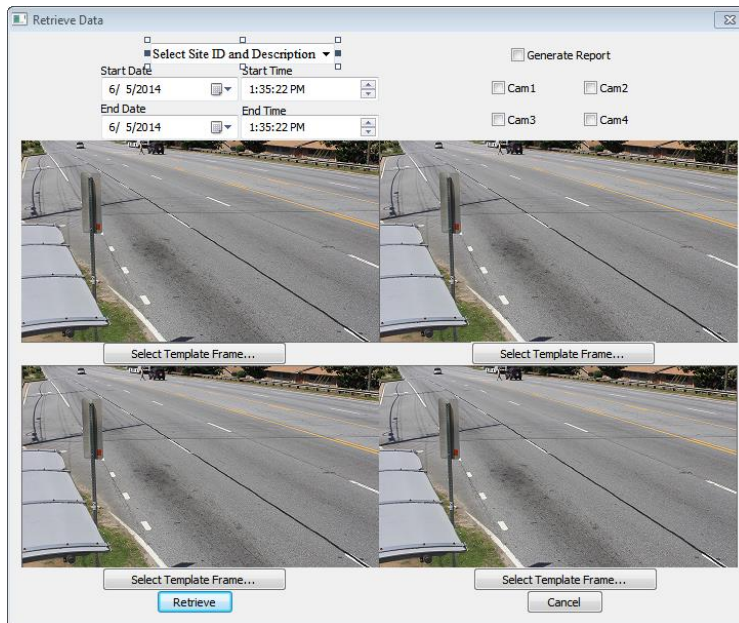 Retrieve Data
Select Site ID and Description
Generate Report
Start Date Start Time
6/ 5/2014 1:35:22 PM
Cam1 Cam2
End Date End Time
6/ 5/2014 1:35:22 PM
Cam3 Cam4
Select Template Frame... Select Template Frame...
Select Template Frame... Select Template Frame...
Retrieve Cancel